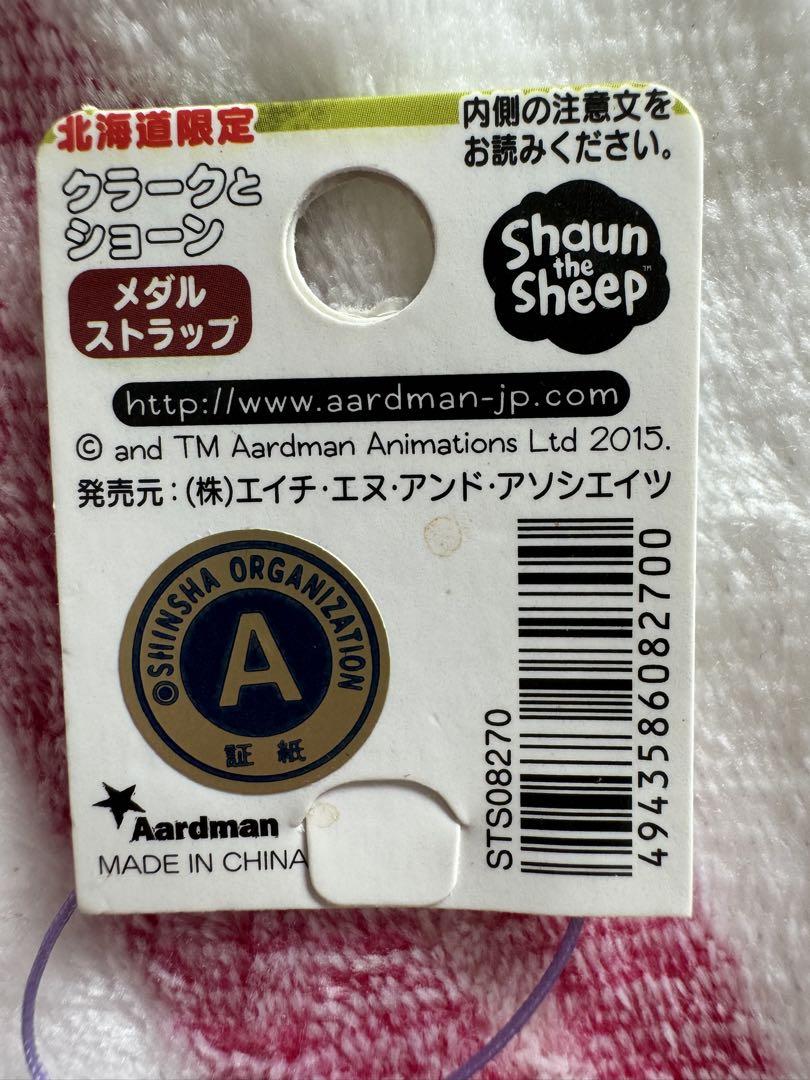 北海道限定
内側の注意文を
お読みください。
クラークと
ショーン
メダル
ストラップ
Shaun
the
Sheep™
http://www.aardman-jp.com
© and TM Aardman Animations Ltd 2015.
発売元:(株)エイチ・エヌ・アンド・アソシエイツ
©SHINSHA ORGANIZATION
A
証紙
STS08270
4943586082700
Aardman
MADE IN CHINA